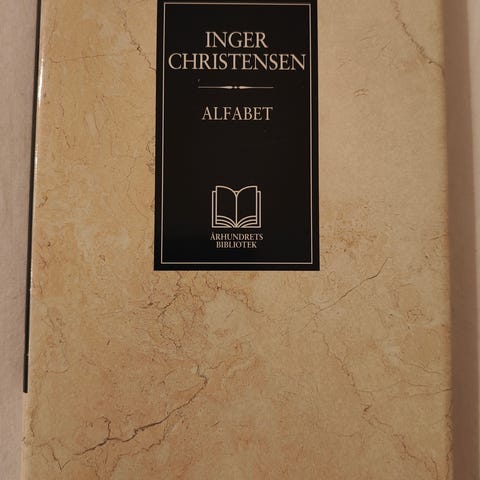 INGER
CHRISTENSEN
ALFABET
ÅRHUNDRETS
BIBLIOTEK